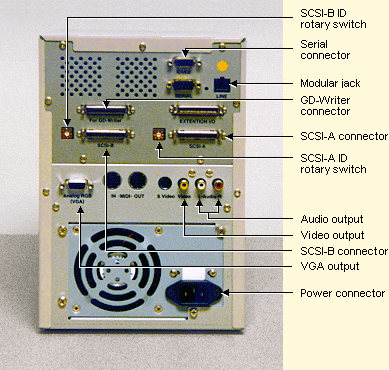 SCSI-B ID
rotary switch
Serial
connector
Modular jack
GD-Writer
connector
SCSI-A connector
SCSI-A ID
rotary switch
Audio output
Video output
SCSI-B connector
VGA output
Power connector
SERIAL
LINE
For GD-Writer
EXTENTION I/O
SCSI-B
SCSI-A
Analog RGB
(VGA)
IN -MIDI- OUT
S Video
Video
L-Audio-R